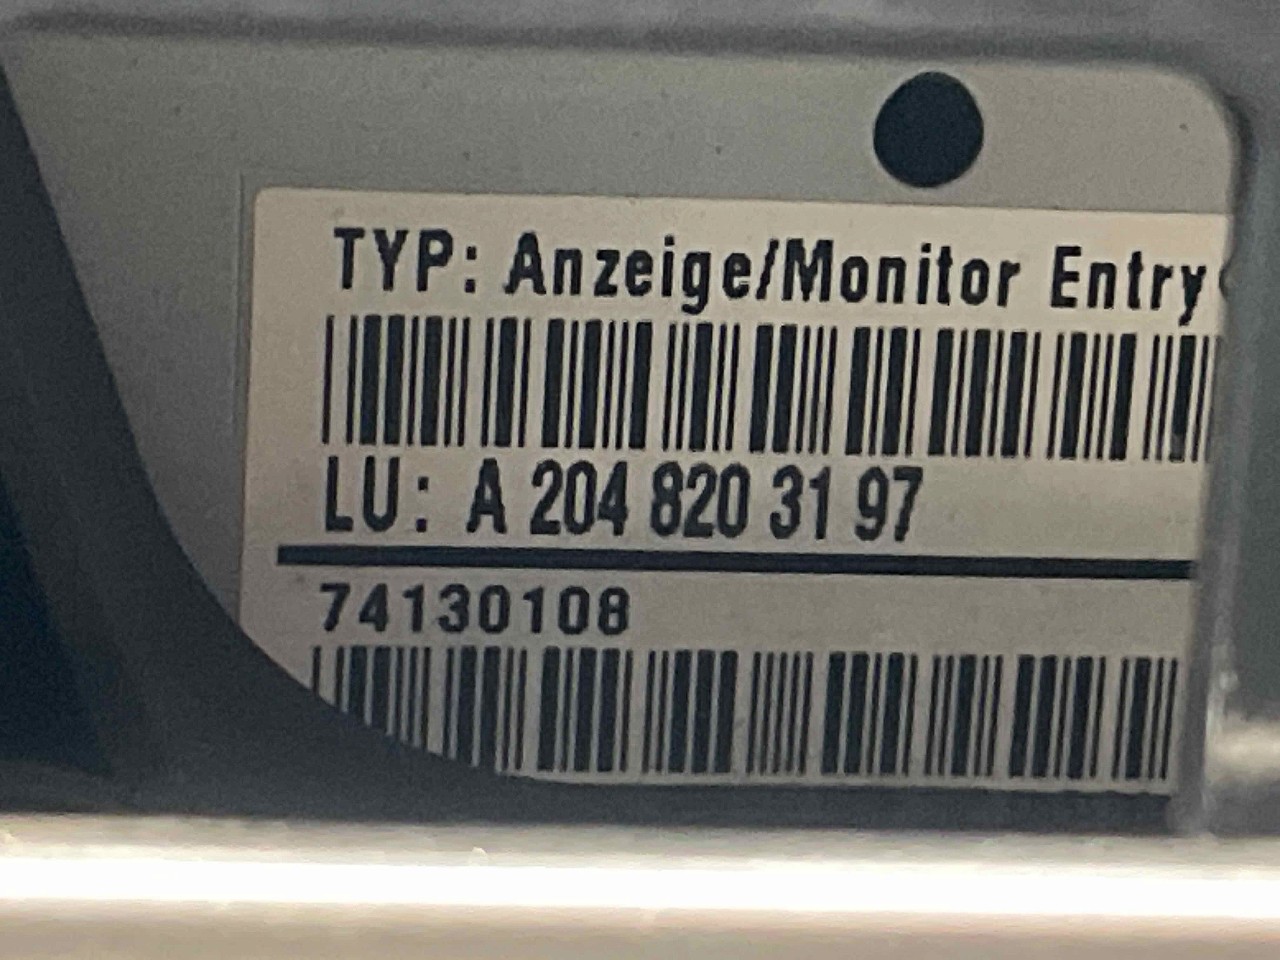 TYP: Anzeige/Monitor Entry
LU: A 204 820 31 97
74130108